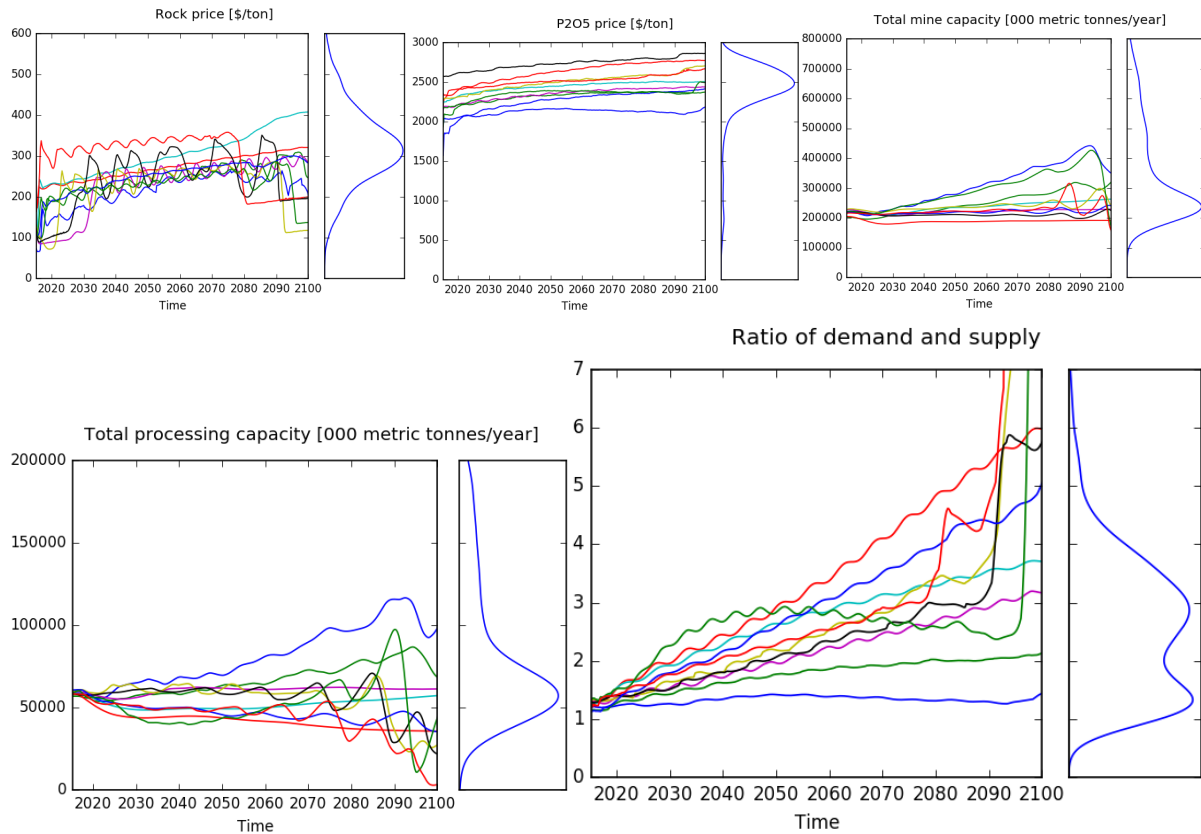 Rock price [$/ton]
600
500
400
300
200
100
0
2020 2030 2040 2050 2060 2070 2080 2090 2100
Time
P2O5 price [$/ton]
3000
2500
2000
1500
1000
500
0
2020 2030 2040 2050 2060 2070 2080 2090 2100
Time
Total mine capacity [000 metric tonnes/year]
800000
700000
600000
500000
400000
300000
200000
100000
0
2020 2030 2040 2050 2060 2070 2080 2090 2100
Time
Total processing capacity [000 metric tonnes/year]
200000
150000
100000
50000
0
2020 2030 2040 2050 2060 2070 2080 2090 2100
Time
Ratio of demand and supply
7
6
5
4
3
2
1
0
2020 2030 2040 2050 2060 2070 2080 2090 2100
Time